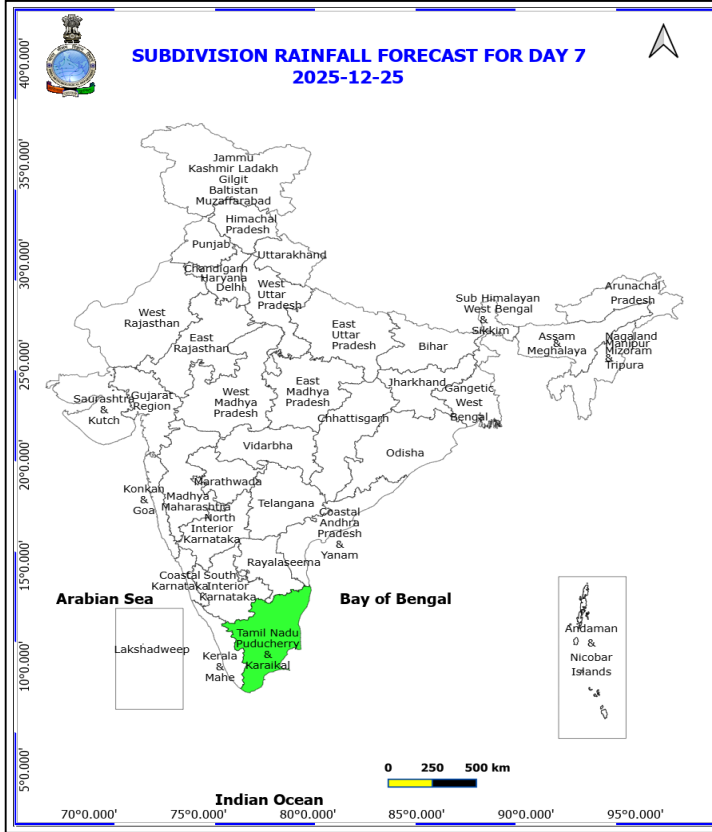 SUBDIVISION RAINFALL FORECAST FOR DAY 7
2025-12-25
40°0.000'
35°0.000'
30°0.000'
25°0.000'
20°0.000'
15°0.000'
10°0.000'
5°0.000'
Jammu
Kashmir Ladakh
Gilgit
Baltistan
Muzaffarabad
Himachal
Pradesh
Punjab
Uttarakhand
Chandigarh
Haryana
Delhi
West
Uttar
Pradesh
Arunachal
Pradesh
West
Rajasthan
Sub Himalayan
West Bengal
&
Sikkim
East
Rajasthan
East
Uttar
Pradesh
Bihar
Assam
&
Meghalaya
Nagaland
Manipur
Mizoram
&
Tripura
Saurashtra
&
Kutch
Gujarat
Region
West
Madhya
Pradesh
East
Madhya
Pradesh
Jharkhand
Gangetic
West
Bengal
Chhattisgarh
Vidarbha
Odisha
Konkan
&
Goa
Madhya
Maharashtra
Marathwada
Telangana
North
Interior
Karnataka
Coastal
Andhra
Pradesh
&
Yanam
Rayalaseema
Coastal
Karnataka
South
Interior
Karnataka
Arabian Sea
Bay of Bengal
Lakshadweep
Kerala
&
Mahe
Tamil Nadu
Puducherry
&
Karaikal
Andaman
&
Nicobar
Islands
0 250 500 km
Indian Ocean
70°0.000' 75°0.000' 80°0.000' 85°0.000' 90°0.000' 95°0.000'